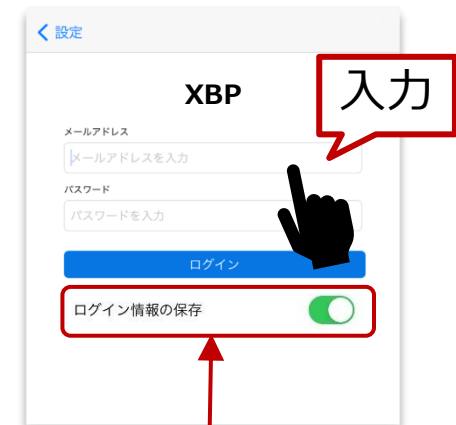 設定
XBP
入力
メールアドレス
メールアドレスを入力
パスワード
パスワードを入力
ログイン
ログイン情報の保存